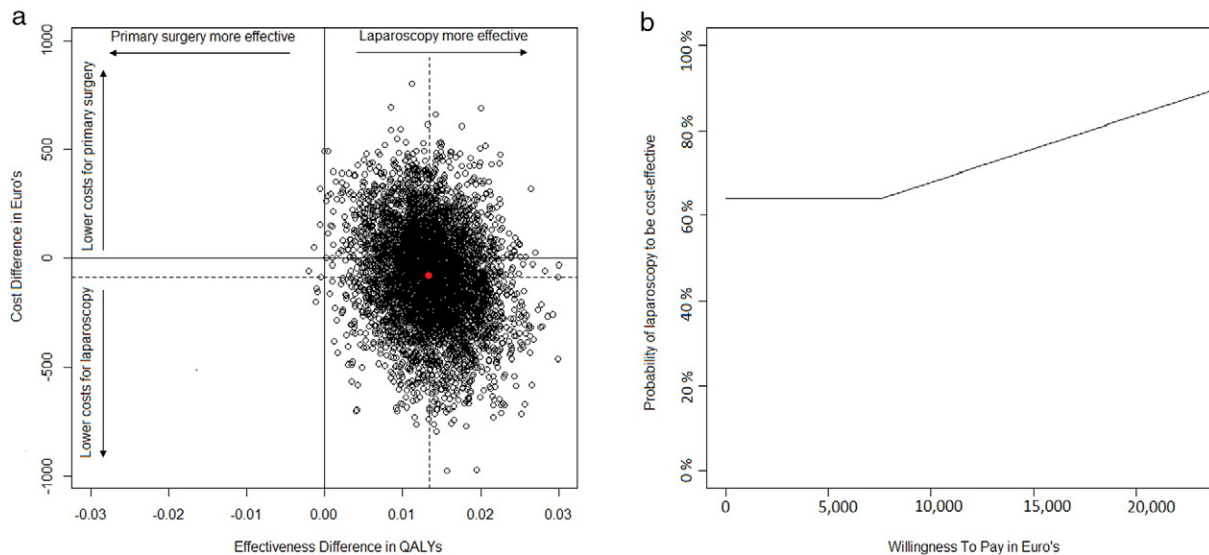 a
Primary surgery more effective
Laparoscopy more effective
Lower costs for primary surgery
Lower costs for laparoscopy
Cost Difference in Euro's
1000
500
0
-500
-1000
-0.03
-0.02
-0.01
0.00
0.01
0.02
0.03
Effectiveness Difference in QALYs
b
Probability of laparoscopy to be cost-effective
100%
80%
60%
40%
20%
0%
0
5,000
10,000
15,000
20,000
Willingness To Pay in Euro's